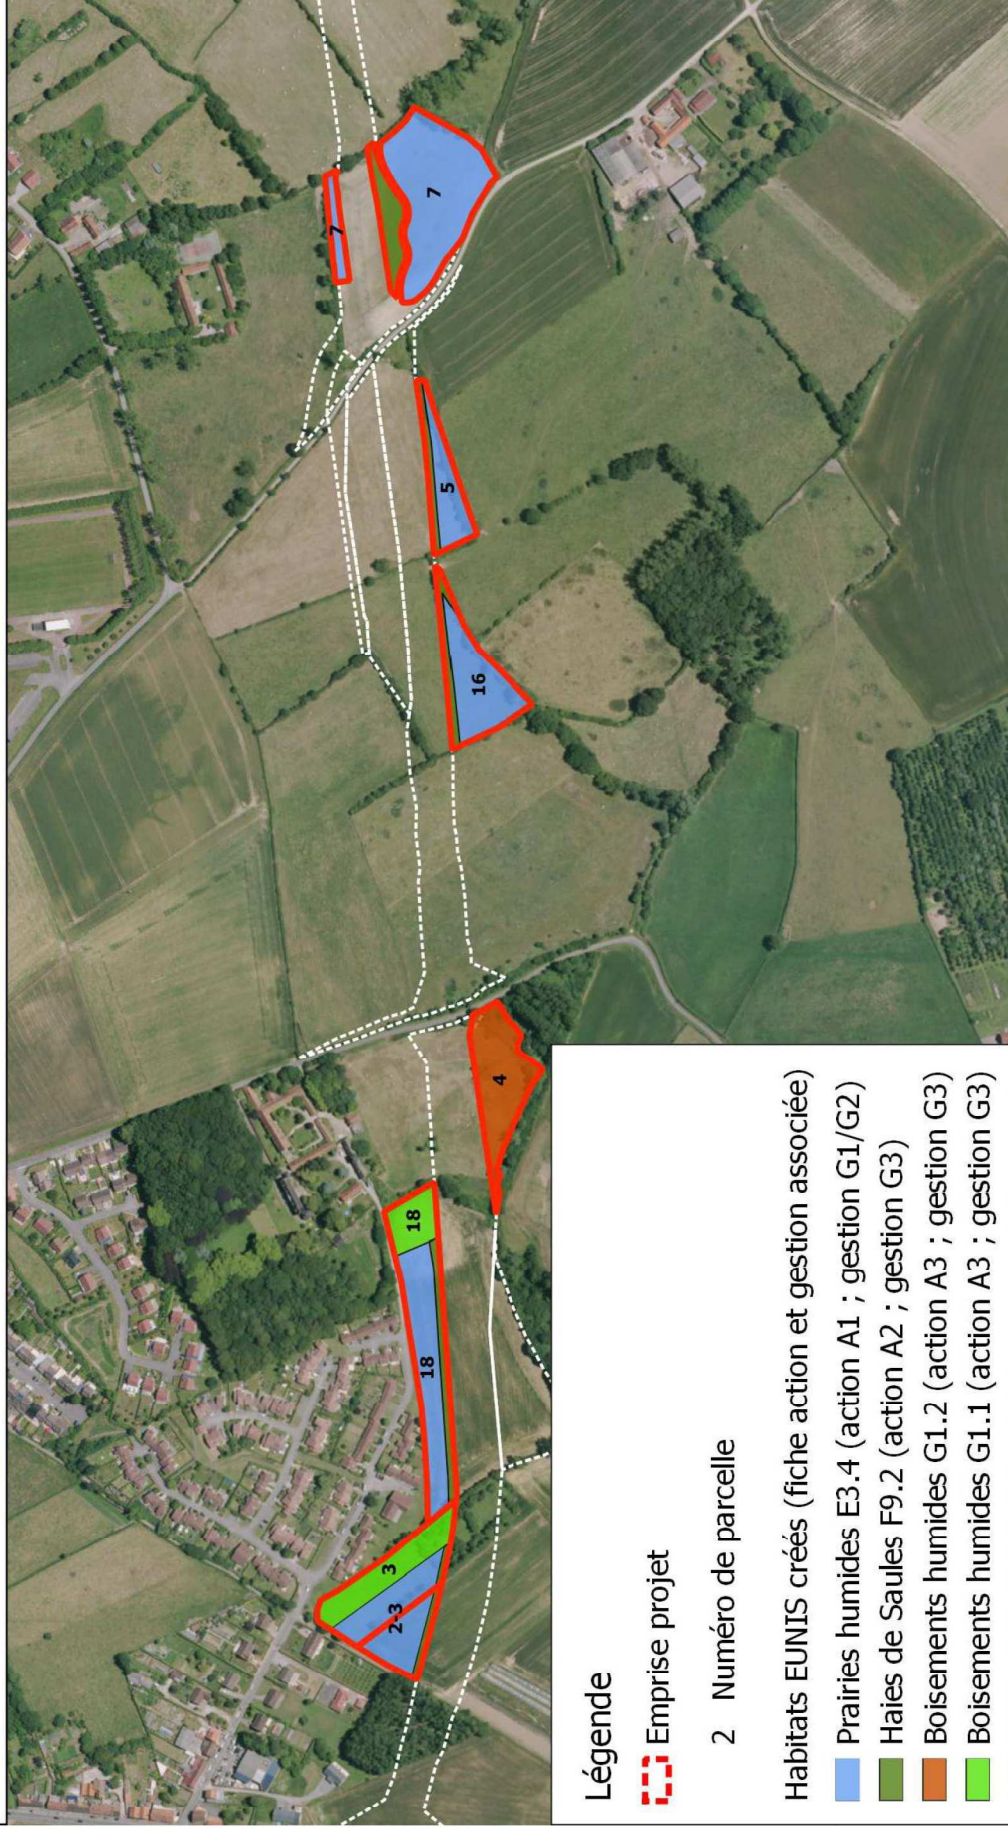 7
7
5
16
4
18
18
3
2-3
Légende
Emprise projet
2 Numéro de parcelle
Habitats EUNIS créés (fiche action et gestion associée)
Prairies humides E3.4 (action A1 ; gestion G1/G2)
Haies de Saules F9.2 (action A2 ; gestion G3)
Boisements humides G1.2 (action A3 ; gestion G3)
Boisements humides G1.1 (action A3 ; gestion G3)